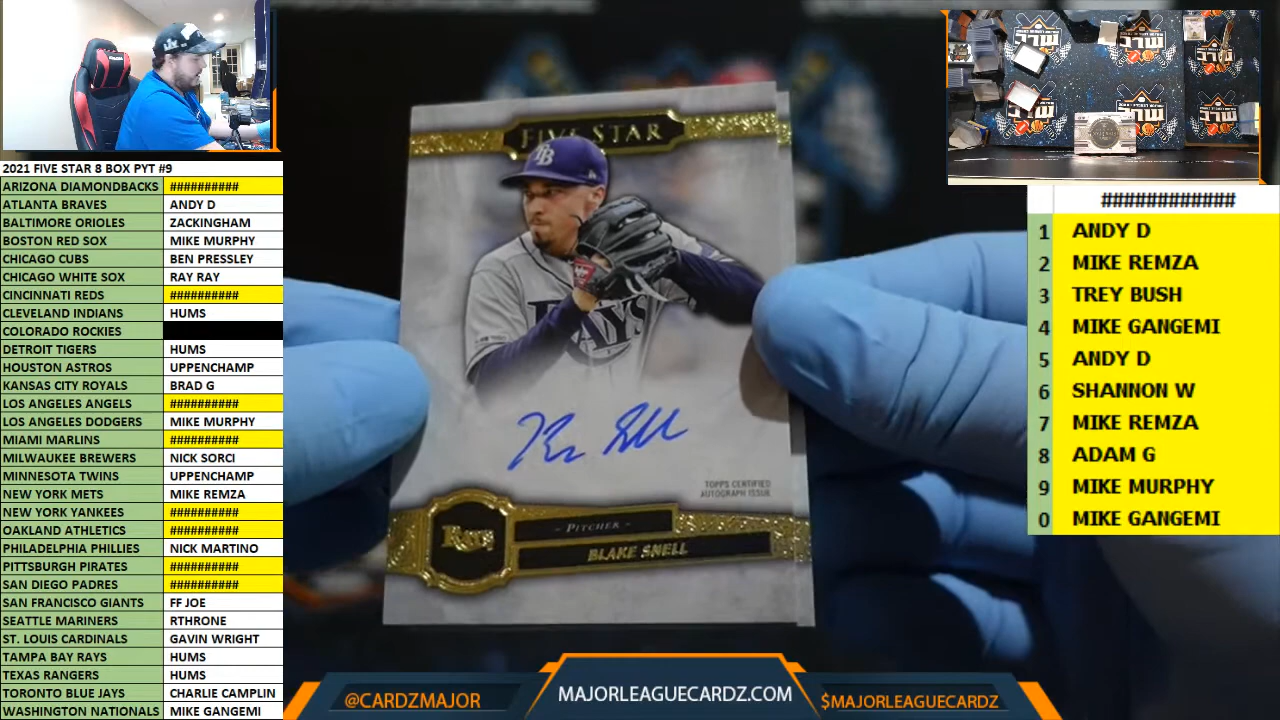 2021 FIVE STAR 8 BOX PYT #9
ARIZONA DIAMONDBACKS ##########
ATLANTA BRAVES ANDY D
BALTIMORE ORIOLES ZACKINGHAM
BOSTON RED SOX MIKE MURPHY
CHICAGO CUBS BEN PRESSLEY
CHICAGO WHITE SOX RAY RAY
CINCINNATI REDS ##########
CLEVELAND INDIANS HUMS
COLORADO ROCKIES
DETROIT TIGERS HUMS
HOUSTON ASTROS UPPENCHAMP
KANSAS CITY ROYALS BRAD G
LOS ANGELES ANGELS ##########
LOS ANGELES DODGERS MIKE MURPHY
MIAMI MARLINS ##########
MILWAUKEE BREWERS NICK SORCI
MINNESOTA TWINS UPPENCHAMP
NEW YORK METS MIKE REMZA
NEW YORK YANKEES ##########
OAKLAND ATHLETICS ##########
PHILADELPHIA PHILLIES NICK MARTINO
PITTSBURGH PIRATES ##########
SAN DIEGO PADRES ##########
SAN FRANCISCO GIANTS FF JOE
SEATTLE MARINERS RTHRONE
ST. LOUIS CARDINALS GAVIN WRIGHT
TAMPA BAY RAYS HUMS
TEXAS RANGERS HUMS
TORONTO BLUE JAYS CHARLIE CAMPLIN
WASHINGTON NATIONALS MIKE GANGEMI
FIVE STAR
TB
RAYS
TOPPS CERTIFIED
AUTOGRAPH ISSUE
RAYS
- PITCHER -
BLAKE SNELL
############
1 ANDY D
2 MIKE REMZA
3 TREY BUSH
4 MIKE GANGEMI
5 ANDY D
6 SHANNON W
7 MIKE REMZA
8 ADAM G
9 MIKE MURPHY
0 MIKE GANGEMI
@CARDZMAJOR
MAJORLEAGUECARDZ.COM
$MAJORLEAGUECARDZ